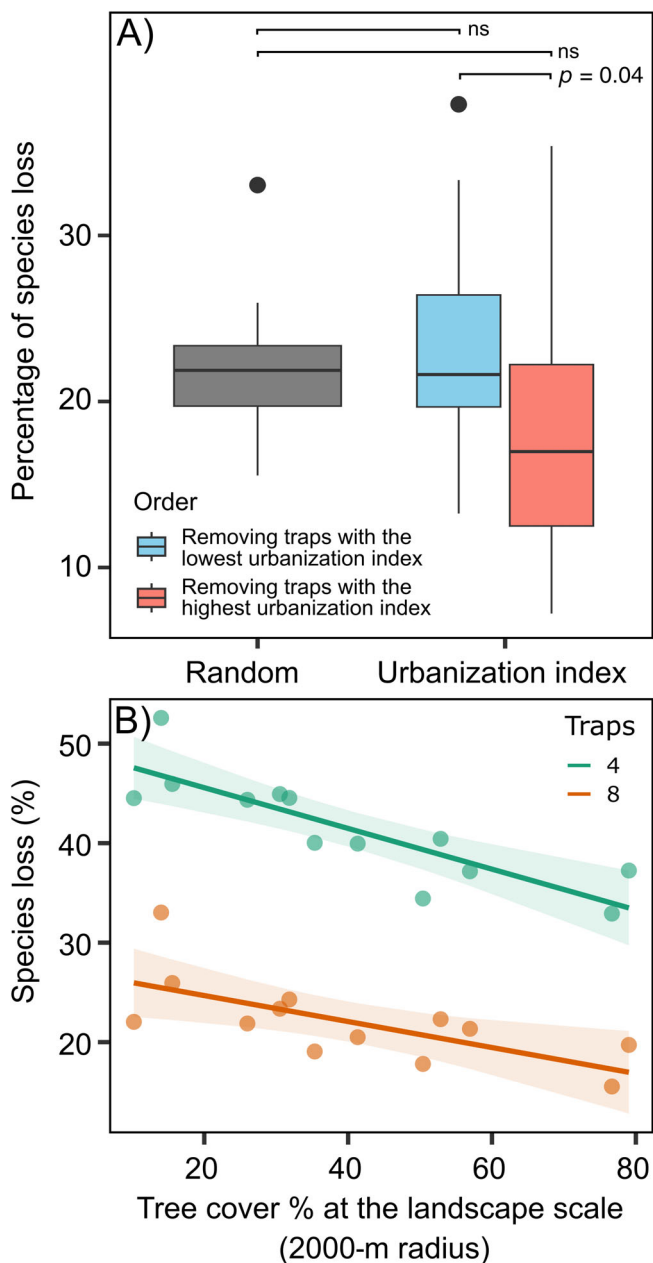 A)
ns
ns
p = 0.04
Percentage of species loss
30
20
10
Order
Removing traps with the
lowest urbanization index
Removing traps with the
highest urbanization index
Random
Urbanization index
B)
Traps
4
8
Species loss (%)
50
40
30
20
20
40
60
80
Tree cover % at the landscape scale
(2000-m radius)